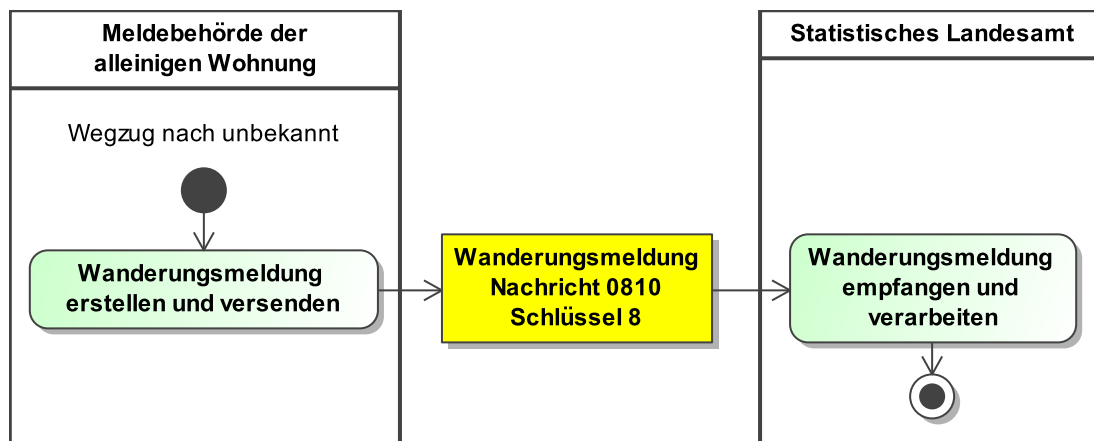 Meldebehörde der
alleinigen Wohnung
Statistisches Landesamt
Wegzug nach unbekannt
Wanderungsmeldung
erstellen und versenden
Wanderungsmeldung
Nachricht 0810
Schlüssel 8
Wanderungsmeldung
empfangen und
verarbeiten